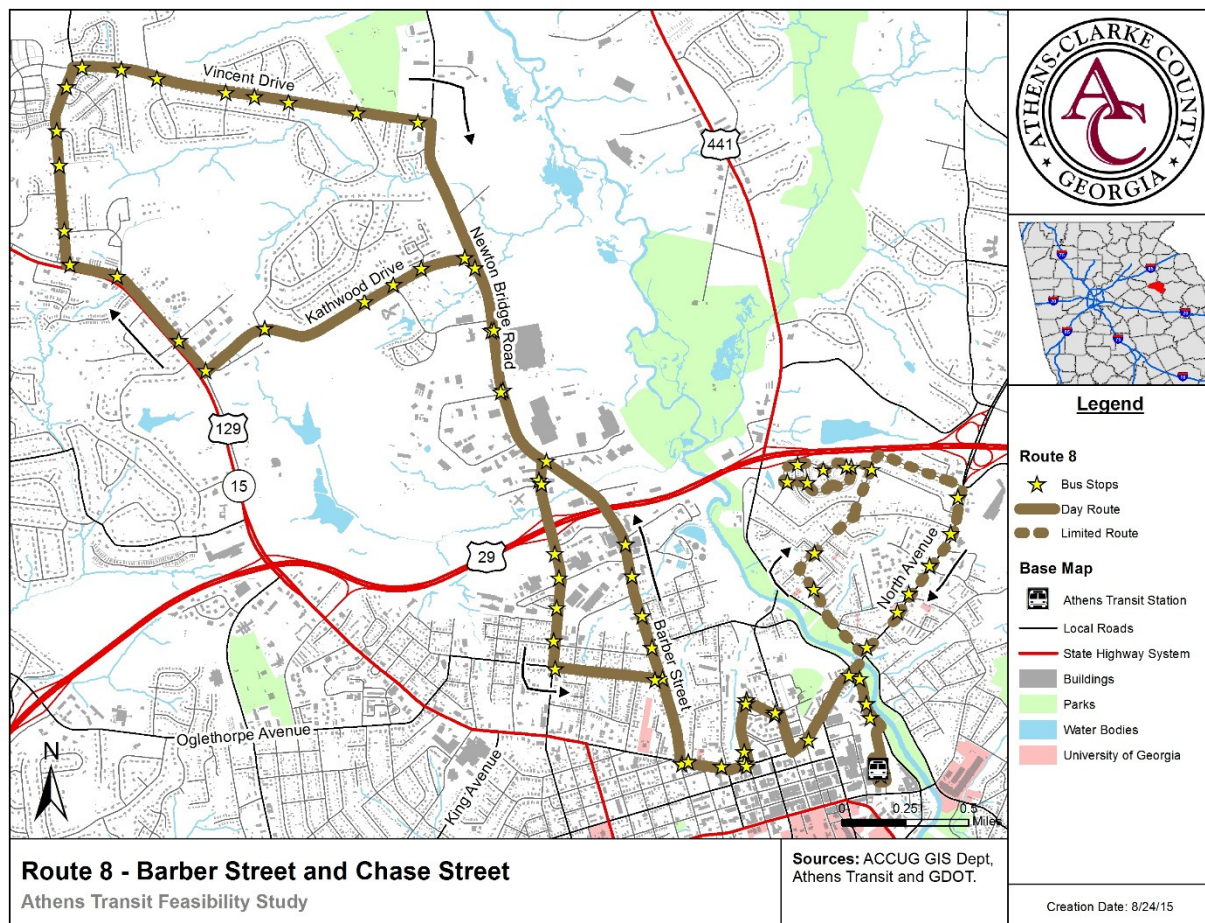 Vincent Drive
Newton Bridge Road
Kathwood Drive
441
129
15
29
North Avenue
Barber Street
Oglethorpe Avenue
King Avenue
N
0 0.25 0.5
Miles
ATHENS-CLARKE COUNTY
AC
★ GEORGIA ★
Legend
Route 8
Bus Stops
Day Route
Limited Route
Base Map
Athens Transit Station
Local Roads
State Highway System
Buildings
Parks
Water Bodies
University of Georgia
Route 8 - Barber Street and Chase Street
Athens Transit Feasibility Study
Sources: ACCUG GIS Dept,
Athens Transit and GDOT.
Creation Date: 8/24/15